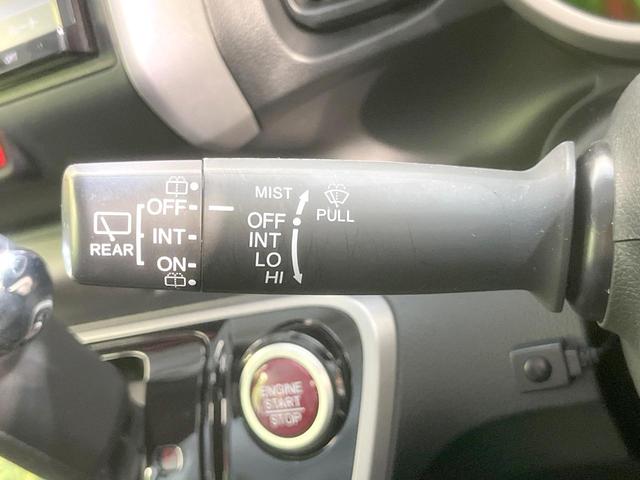 MIST
PULL
OFF
INT
LO
HI
OFF
INT
ON
REAR
ENGINE
START
STOP